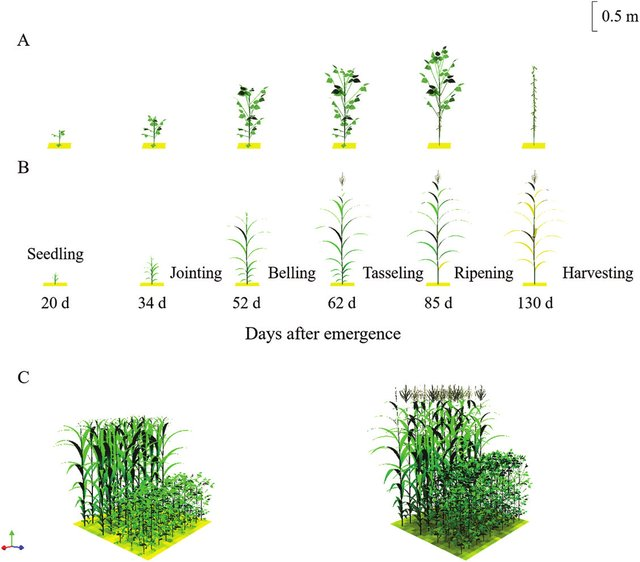 0.5 m
A
B
Seedling
Jointing
Belling
Tasseling
Ripening
Harvesting
20 d
34 d
52 d
62 d
85 d
130 d
Days after emergence
C